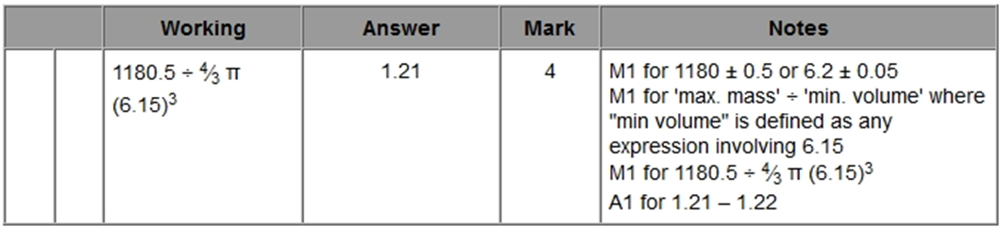 Working Answer Mark Notes
1180.5 ÷ ⁴⁄₃ π
(6.15)³
1.21
4
M1 for 1180 ± 0.5 or 6.2 ± 0.05
M1 for 'max. mass' ÷ 'min. volume' where
"min volume" is defined as any
expression involving 6.15
M1 for 1180.5 ÷ ⁴⁄₃ π (6.15)³
A1 for 1.21 – 1.22